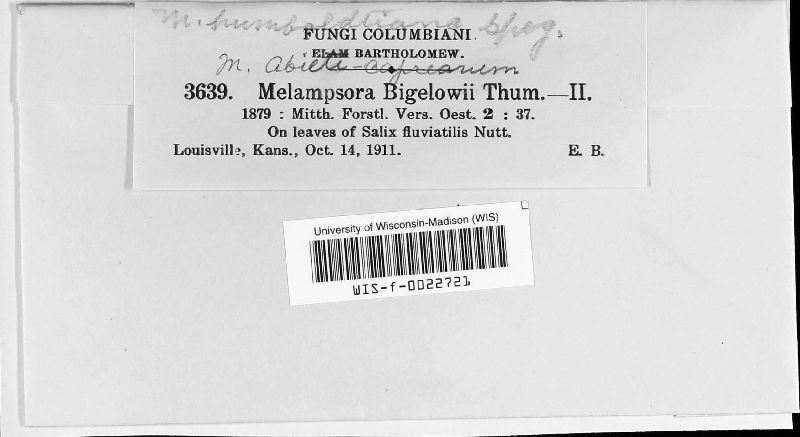 M. humboldtiana Speg.
FUNGI COLUMBIANI.
ELAM BARTHOLOMEW.
M. Abieti-caprearum
3639. Melampsora Bigelowii Thum.—II.
1879 : Mitth. Forstl. Vers. Oest. 2 : 37.
On leaves of Salix fluviatilis Nutt.
Louisville, Kans., Oct. 14, 1911. E. B.
University of Wisconsin-Madison (WIS)
WIS-f-0022721